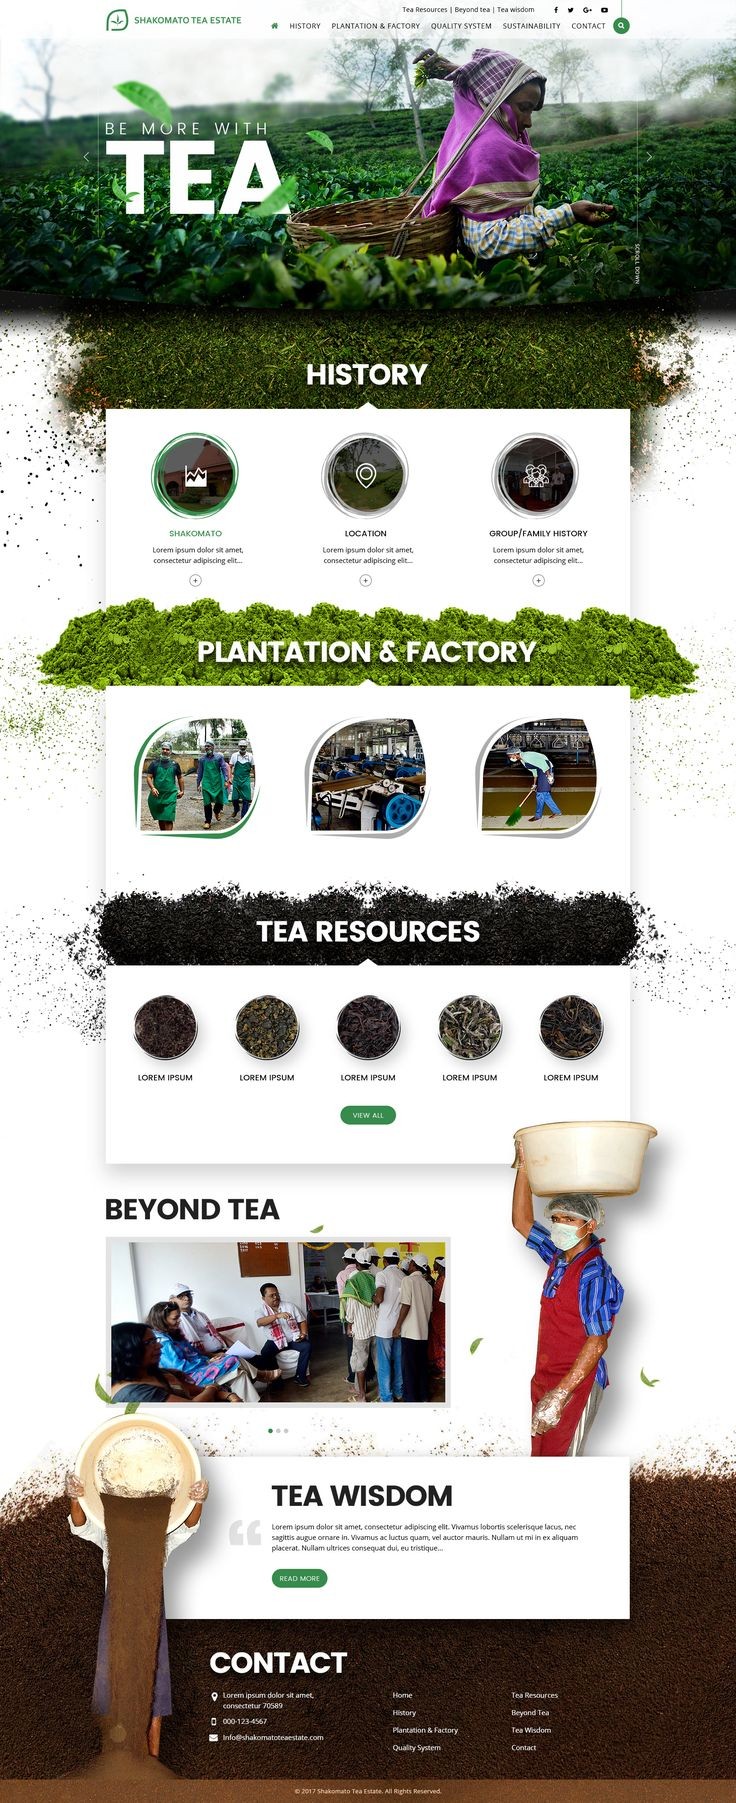 Tea Resources | Beyond tea | Tea wisdom
SHAKOMATO TEA ESTATE
HISTORY PLANTATION & FACTORY QUALITY SYSTEM SUSTAINABILITY CONTACT
BE MORE WITH
TEA
SCROLL DOWN
HISTORY
SHAKOMATO
Lorem ipsum dolor sit amet,
consectetur adipiscing elit...
LOCATION
Lorem ipsum dolor sit amet,
consectetur adipiscing elit...
GROUP/FAMILY HISTORY
Lorem ipsum dolor sit amet,
consectetur adipiscing elit...
PLANTATION & FACTORY
TEA RESOURCES
LOREM IPSUM LOREM IPSUM LOREM IPSUM LOREM IPSUM LOREM IPSUM
VIEW ALL
BEYOND TEA
TEA WISDOM
Lorem ipsum dolor sit amet, consectetur adipiscing elit. Vivamus lobortis scelerisque lacus, nec
sagittis augue ornare in. Vivamus ac luctus quam, vel auctor mauris. Nullam ut mi in ex aliquam
placerat. Nullam ultrices consequat dui, eu tristique...
READ MORE
CONTACT
Lorem ipsum dolor sit amet,
consectetur 70589
000-123-4567
Info@shakomatoteaestate.com
Home
History
Plantation & Factory
Quality System
Tea Resources
Beyond Tea
Tea Wisdom
Contact
© 2017 Shakomato Tea Estate. All Rights Reserved.